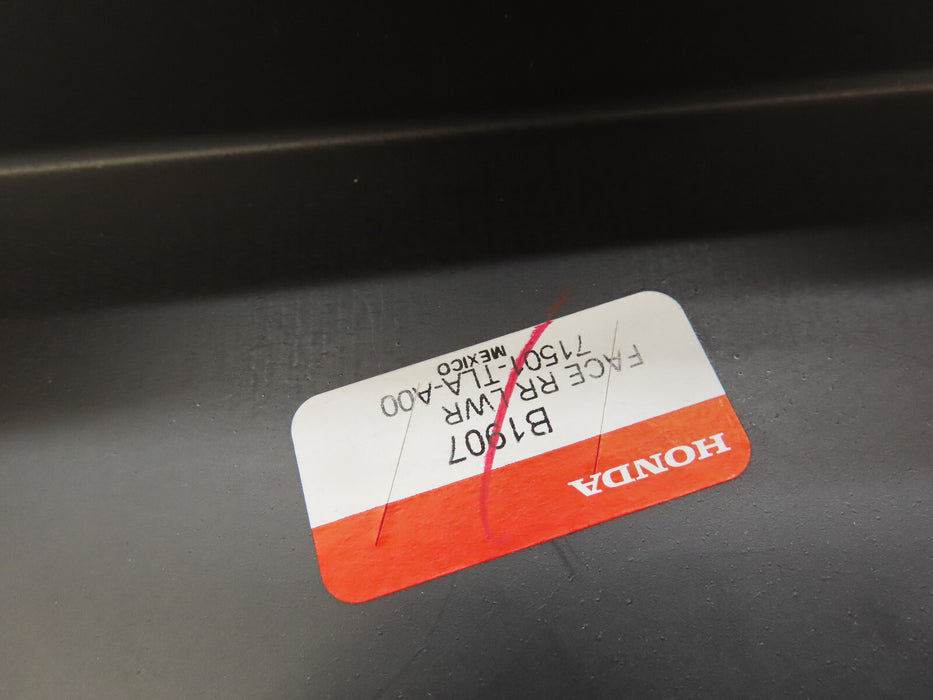 HONDA
B1907
FACE RR LWR
71501-TLA-A00
MEXICO